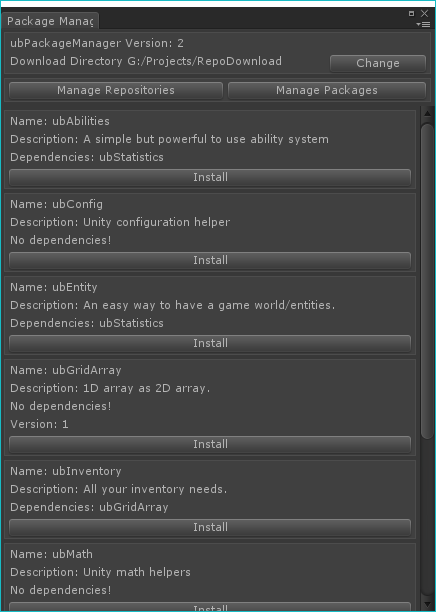 Package Manag
ubPackageManager Version: 2
Download Directory G:/Projects/RepoDownload
Change
Manage Repositories
Manage Packages
Name: ubAbilities
Description: A simple but powerful to use ability system
Dependencies: ubStatistics
Install
Name: ubConfig
Description: Unity configuration helper
No dependencies!
Install
Name: ubEntity
Description: An easy way to have a game world/entities.
Dependencies: ubStatistics
Install
Name: ubGridArray
Description: 1D array as 2D array.
No dependencies!
Version: 1
Install
Name: ubInventory
Description: All your inventory needs.
Dependencies: ubGridArray
Install
Name: ubMath
Description: Unity math helpers
No dependencies!
Install